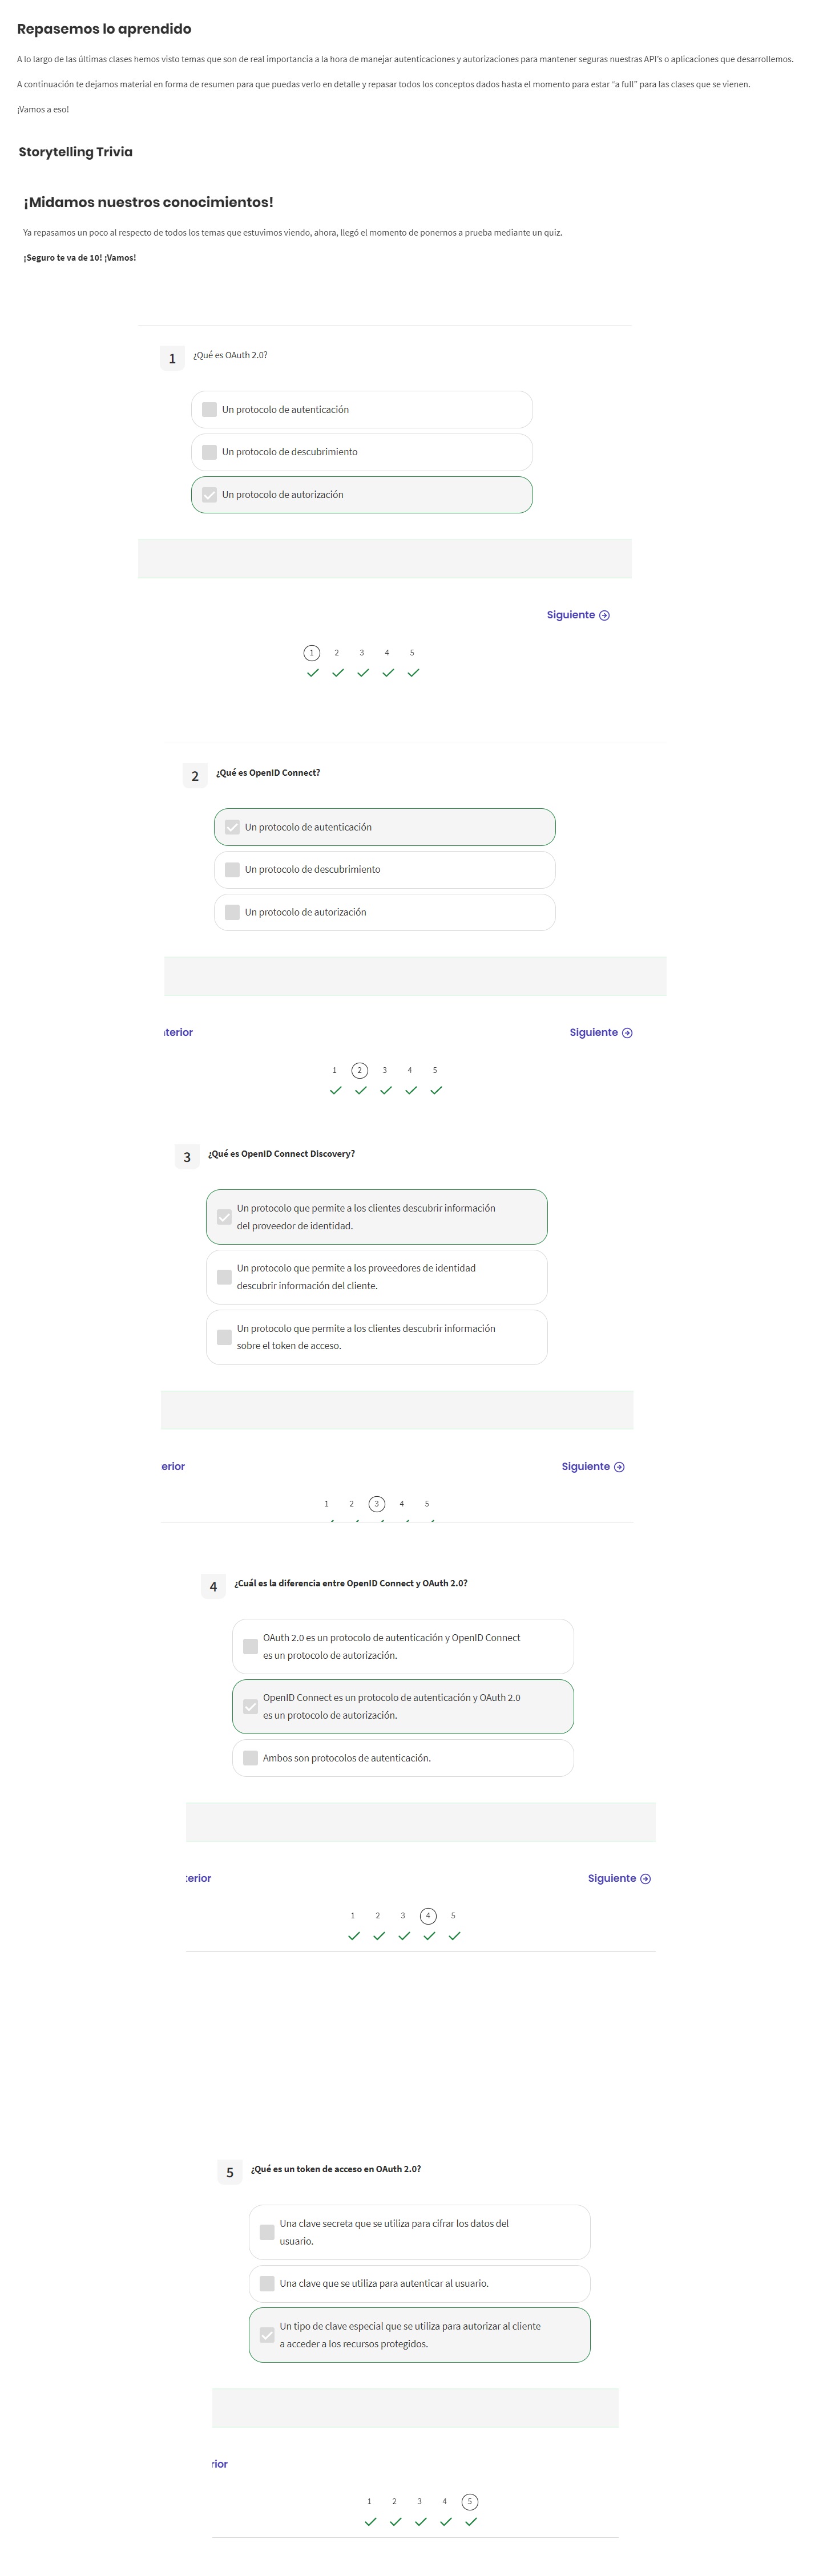 Repasemos lo aprendido
A lo largo de las últimas clases hemos visto temas que son de real importancia a la hora de manejar autenticaciones y autorizaciones para mantener seguras nuestras API's o aplicaciones que desarrollemos.
A continuación te dejamos material en forma de resumen para que puedas verlo en detalle y repasar todos los conceptos dados hasta el momento para estar “a full” para las clases que se vienen.
¡Vamos a eso!
Storytelling Trivia
¡Midamos nuestros conocimientos!
Ya repasamos un poco al respecto de todos los temas que estuvimos viendo, ahora, llegó el momento de ponernos a prueba mediante un quiz.
¡Seguro te va de 10! ¡Vamos!
1 ¿Qué es OAuth 2.0?
Un protocolo de autenticación
Un protocolo de descubrimiento
Un protocolo de autorización
Siguiente
1 2 3 4 5
2 ¿Qué es OpenID Connect?
Un protocolo de autenticación
Un protocolo de descubrimiento
Un protocolo de autorización
terior Siguiente
1 2 3 4 5
3 ¿Qué es OpenID Connect Discovery?
Un protocolo que permite a los clientes descubrir información
del proveedor de identidad.
Un protocolo que permite a los proveedores de identidad
descubrir información del cliente.
Un protocolo que permite a los clientes descubrir información
sobre el token de acceso.
erior Siguiente
1 2 3 4 5
4 ¿Cuál es la diferencia entre OpenID Connect y OAuth 2.0?
OAuth 2.0 es un protocolo de autenticación y OpenID Connect
es un protocolo de autorización.
OpenID Connect es un protocolo de autenticación y OAuth 2.0
es un protocolo de autorización.
Ambos son protocolos de autenticación.
terior Siguiente
1 2 3 4 5
5 ¿Qué es un token de acceso en OAuth 2.0?
Una clave secreta que se utiliza para cifrar los datos del
usuario.
Una clave que se utiliza para autenticar al usuario.
Un tipo de clave especial que se utiliza para autorizar al cliente
a acceder a los recursos protegidos.
rior
1 2 3 4 5